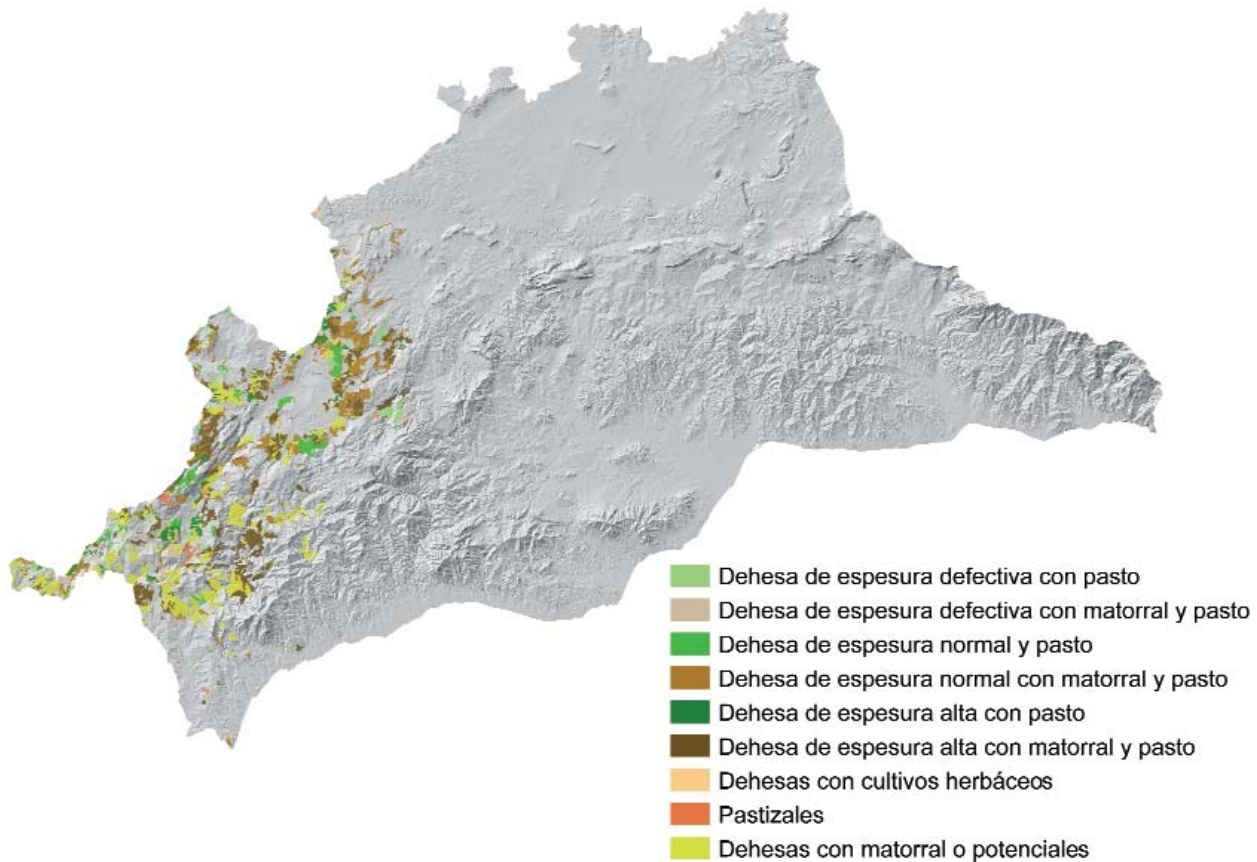 Dehesa de espesura defectiva con pasto
Dehesa de espesura defectiva con matorral y pasto
Dehesa de espesura normal y pasto
Dehesa de espesura normal con matorral y pasto
Dehesa de espesura alta con pasto
Dehesa de espesura alta con matorral y pasto
Dehesas con cultivos herbáceos
Pastizales
Dehesas con matorral o potenciales